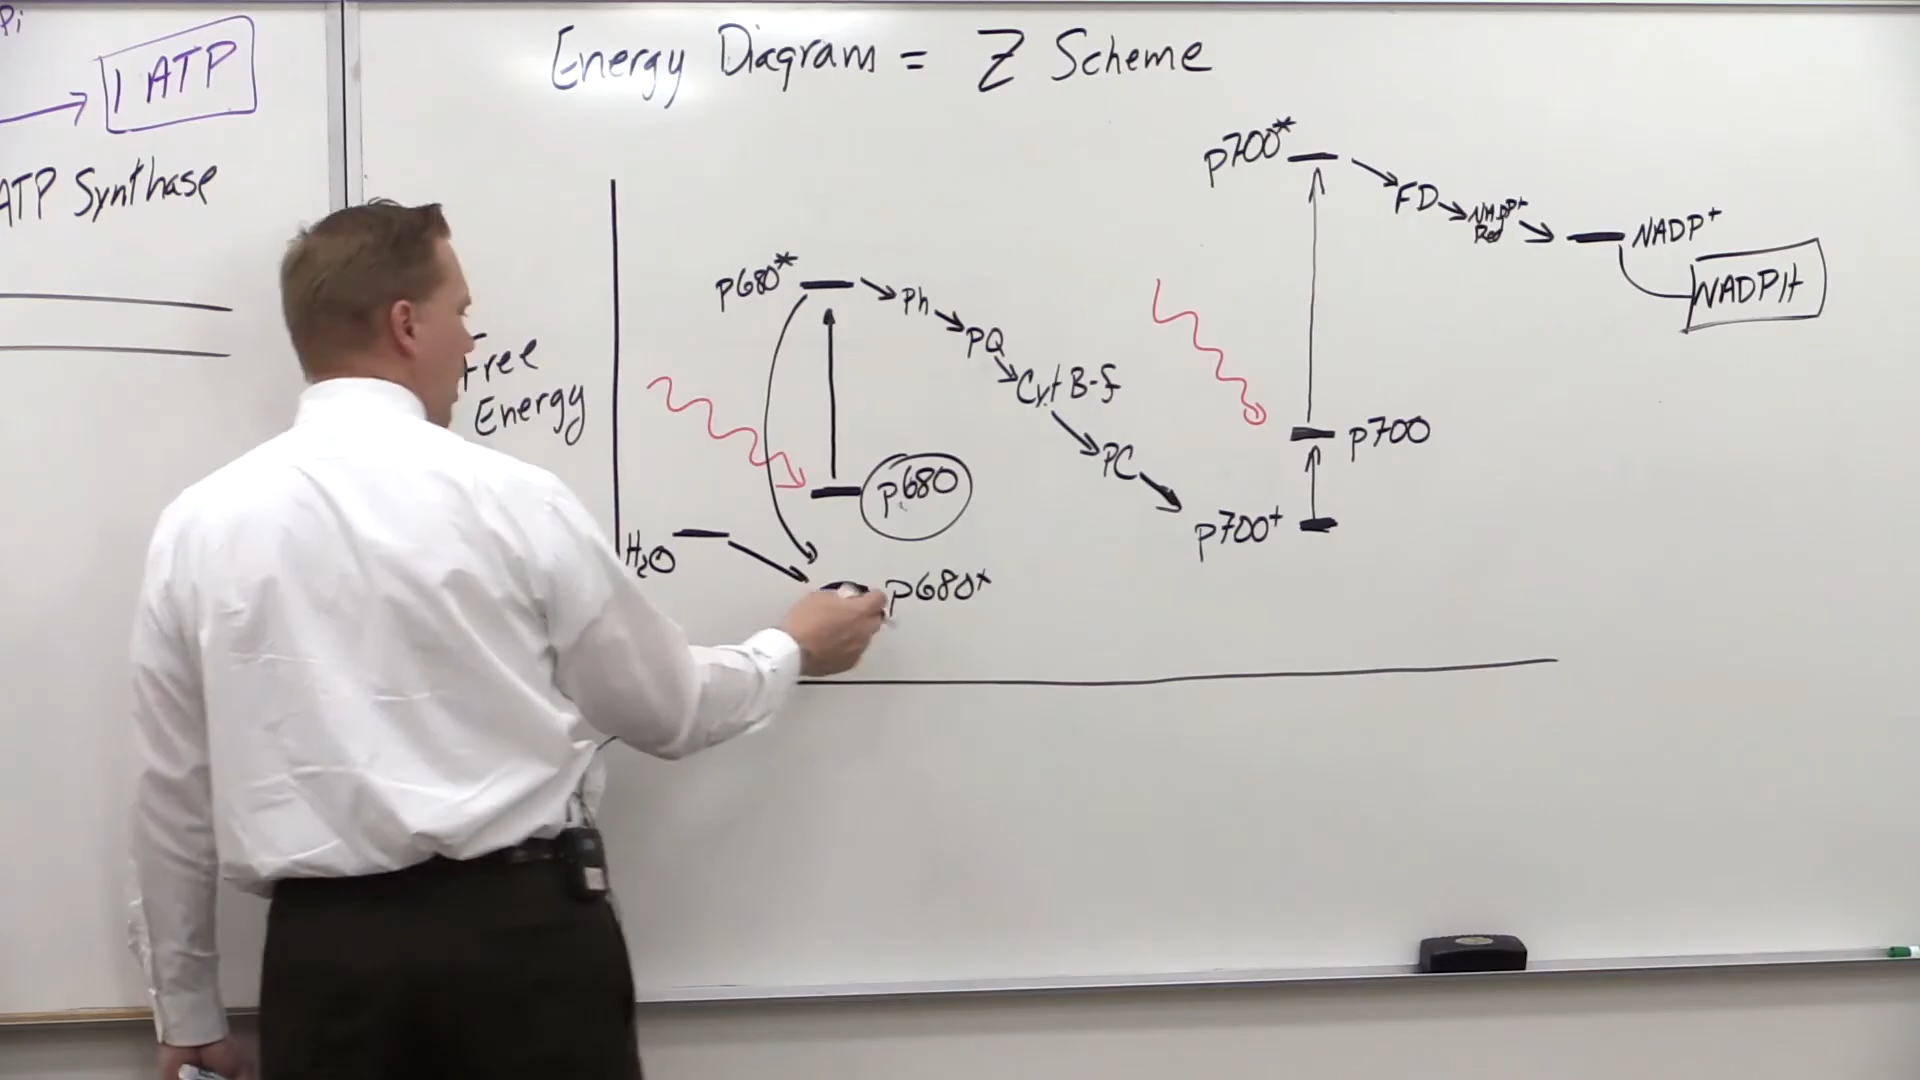 Pi
1 ATP
ATP Synthase
Energy Diagram = Z Scheme
Free
Energy
P680*
Ph
PQ
Cyt B-f
PC
P680
H₂O
P680+
P700*
FD
NADP+
Red
NADP+
NADPH
P700
P700+